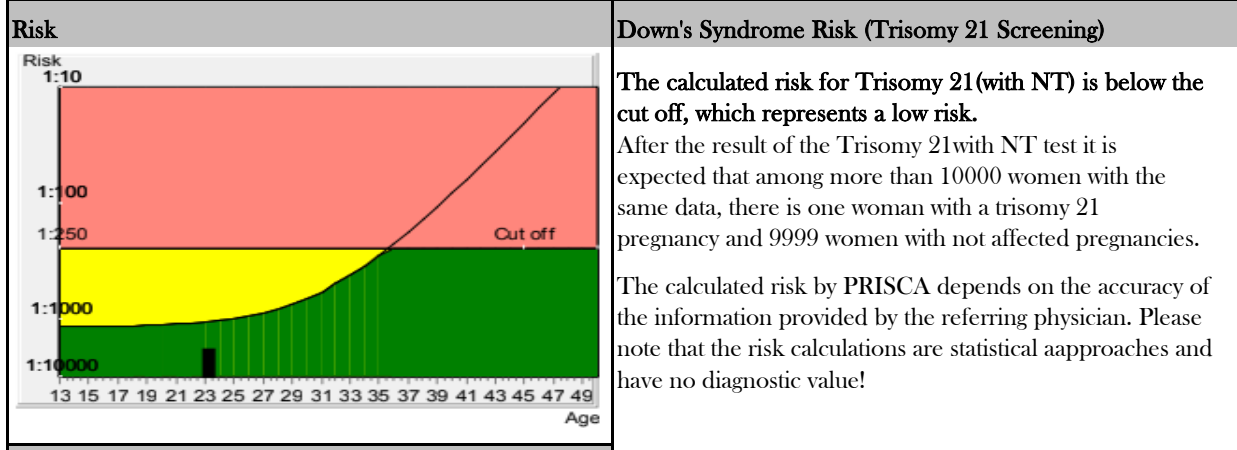 Risk
Risk
1:10
1:100
1:250
Cut off
1:1000
1:10000
13 15 17 19 21 23 25 27 29 31 33 35 37 39 41 43 45 47 49
Age
Down's Syndrome Risk (Trisomy 21 Screening)
The calculated risk for Trisomy 21(with NT) is below the
cut off, which represents a low risk.
After the result of the Trisomy 21with NT test it is
expected that among more than 10000 women with the
same data, there is one woman with a trisomy 21
pregnancy and 9999 women with not affected pregnancies.
The calculated risk by PRISCA depends on the accuracy of
the information provided by the referring physician. Please
note that the risk calculations are statistical aapproaches and
have no diagnostic value!